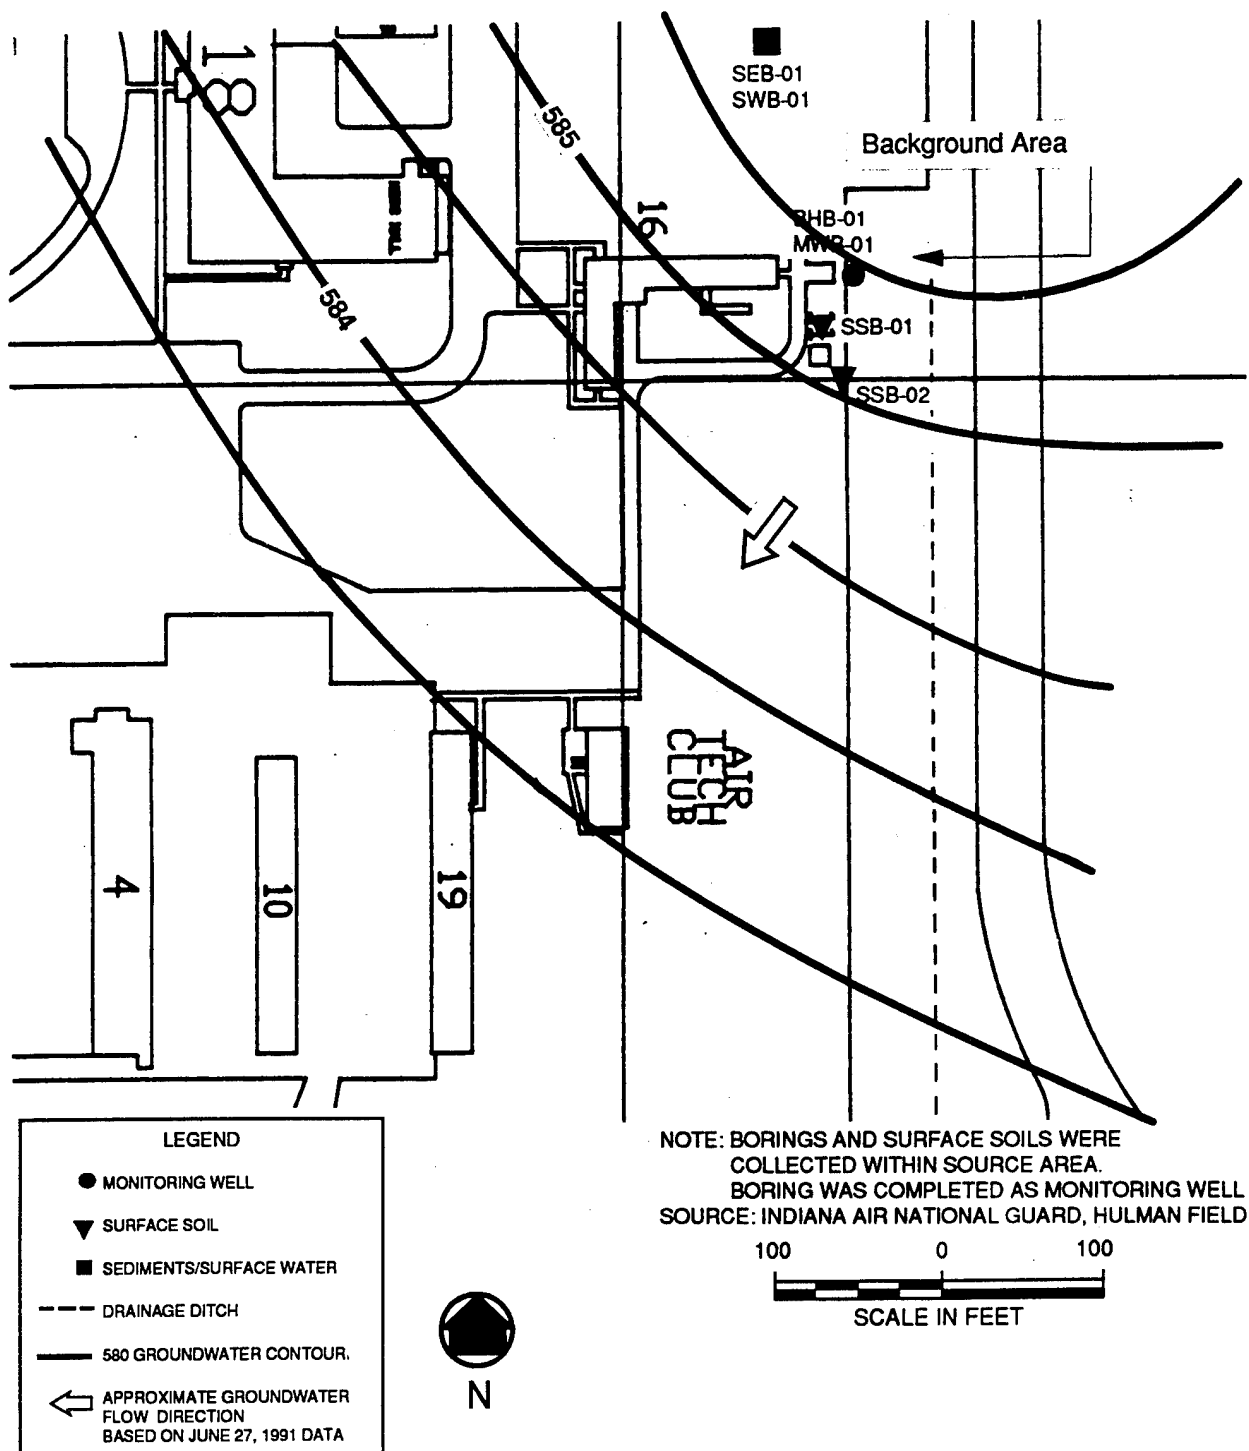 18
SEB-01
SWB-01
585
Background Area
16
BHB-01
MWB-01
584
SSB-01
SSB-02
AIR
TECH
CLUB
4
10
19
LEGEND
MONITORING WELL
SURFACE SOIL
SEDIMENTS/SURFACE WATER
DRAINAGE DITCH
580 GROUNDWATER CONTOUR.
APPROXIMATE GROUNDWATER
FLOW DIRECTION
BASED ON JUNE 27, 1991 DATA
N
NOTE: BORINGS AND SURFACE SOILS WERE
COLLECTED WITHIN SOURCE AREA.
BORING WAS COMPLETED AS MONITORING WELL
SOURCE: INDIANA AIR NATIONAL GUARD, HULMAN FIELD
100 0 100
SCALE IN FEET